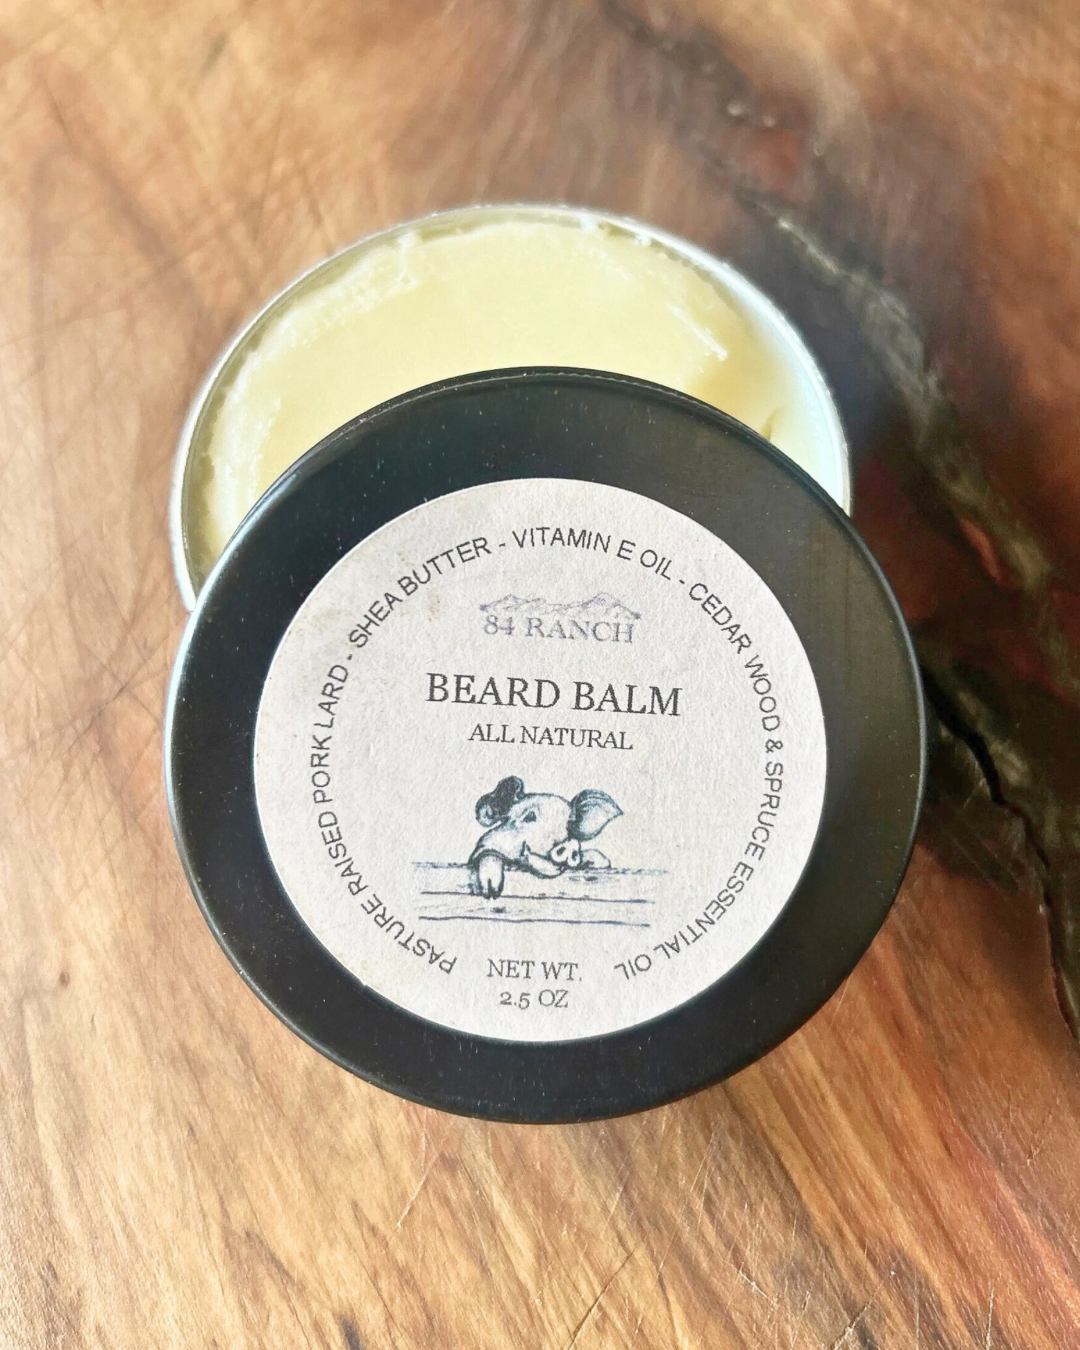 PASTURE RAISED PORK LARD - SHEA BUTTER - VITAMIN E OIL - CEDAR WOOD & SPRUCE ESSENTIAL OIL
84 RANCH
BEARD BALM
ALL NATURAL
NET WT.
2.5 OZ